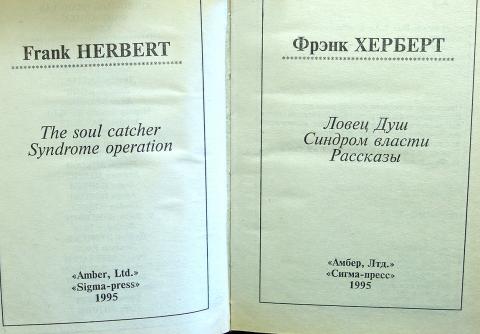 Frank HERBERT
The soul catcher
Syndrome operation
«Amber, Ltd.»
«Sigma-press»
1995
Фрэнк ХЕРБЕРТ
Ловец Душ
Синдром власти
Рассказы
«Амбер, Лтд.»
«Сигма-пресс»
1995